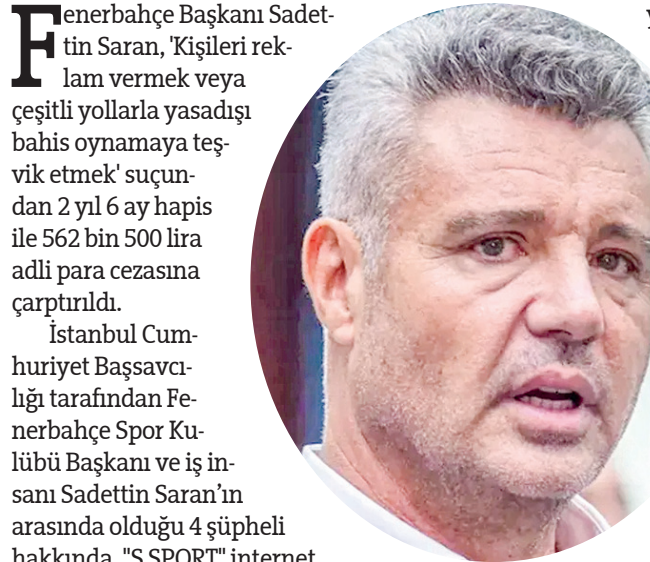 Fenerbahçe Başkanı Sadet-
tin Saran, 'Kişileri rek-
lam vermek veya
çeşitli yollarla yasadışı
bahis oynamaya teş-
vik etmek' suçun-
dan 2 yıl 6 ay hapis
ile 562 bin 500 lira
adli para cezasına
çarptırıldı.
İstanbul Cum-
huriyet Başsavcı-
lığı tarafından Fe-
nerbahçe Spor Ku-
lübü Başkanı ve iş in-
sanı Sadettin Saran’ın
arasında olduğu 4 şüpheli
hakkında, "S SPORT" internet